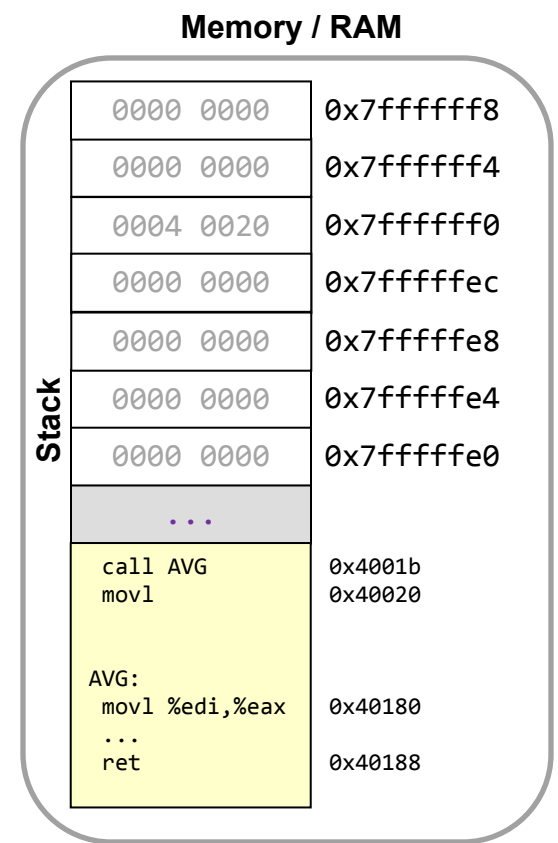 Memory / RAM
0000 0000 0x7ffffff8
0000 0000 0x7ffffff4
0004 0020 0x7ffffff0
0000 0000 0x7fffffec
0000 0000 0x7fffffe8
0000 0000 0x7fffffe4
0000 0000 0x7fffffe0
Stack
...
call AVG 0x4001b
movl 0x40020
AVG:
movl %edi,%eax 0x40180
...
ret 0x40188